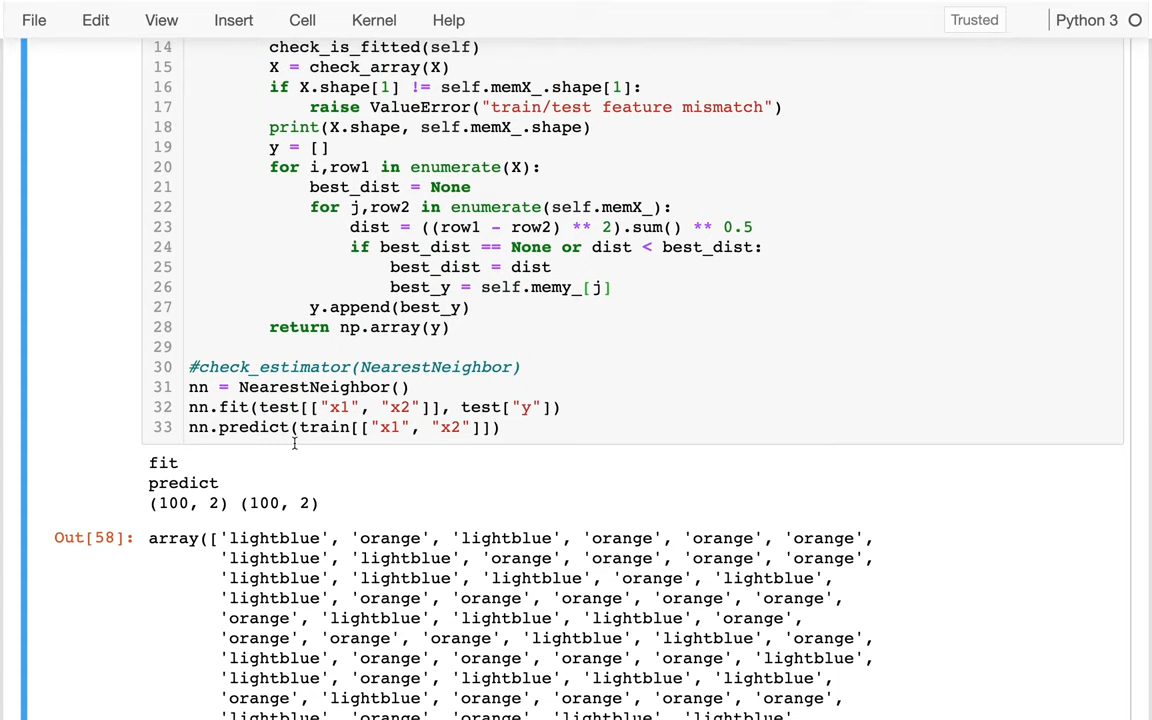 File Edit View Insert Cell Kernel Help Trusted Python 3
14 check_is_fitted(self)
15 X = check_array(X)
16 if X.shape[1] != self.memX_.shape[1]:
17 raise ValueError("train/test feature mismatch")
18 print(X.shape, self.memX_.shape)
19 y = []
20 for i,row1 in enumerate(X):
21 best_dist = None
22 for j,row2 in enumerate(self.memX_):
23 dist = ((row1 - row2) ** 2).sum() ** 0.5
24 if best_dist == None or dist < best_dist:
25 best_dist = dist
26 best_y = self.memy_[j]
27 y.append(best_y)
28 return np.array(y)
29
30 #check_estimator(NearestNeighbor)
31 nn = NearestNeighbor()
32 nn.fit(test[["x1", "x2"]], test["y"])
33 nn.predict(train[["x1", "x2"]])
fit
predict
(100, 2) (100, 2)
Out[58]: array(['lightblue', 'orange', 'lightblue', 'orange', 'orange', 'orange',
'lightblue', 'lightblue', 'orange', 'orange', 'orange', 'orange',
'lightblue', 'lightblue', 'lightblue', 'orange', 'lightblue',
'lightblue', 'orange', 'orange', 'orange', 'orange', 'orange',
'orange', 'lightblue', 'lightblue', 'lightblue', 'orange',
'orange', 'orange', 'orange', 'lightblue', 'lightblue', 'orange',
'lightblue', 'orange', 'orange', 'orange', 'orange', 'lightblue',
'lightblue', 'orange', 'lightblue', 'lightblue', 'lightblue',
'orange', 'lightblue', 'orange', 'orange', 'orange', 'orange',
'lightblue', 'orange', 'orange', 'lightblue', 'lightblue',